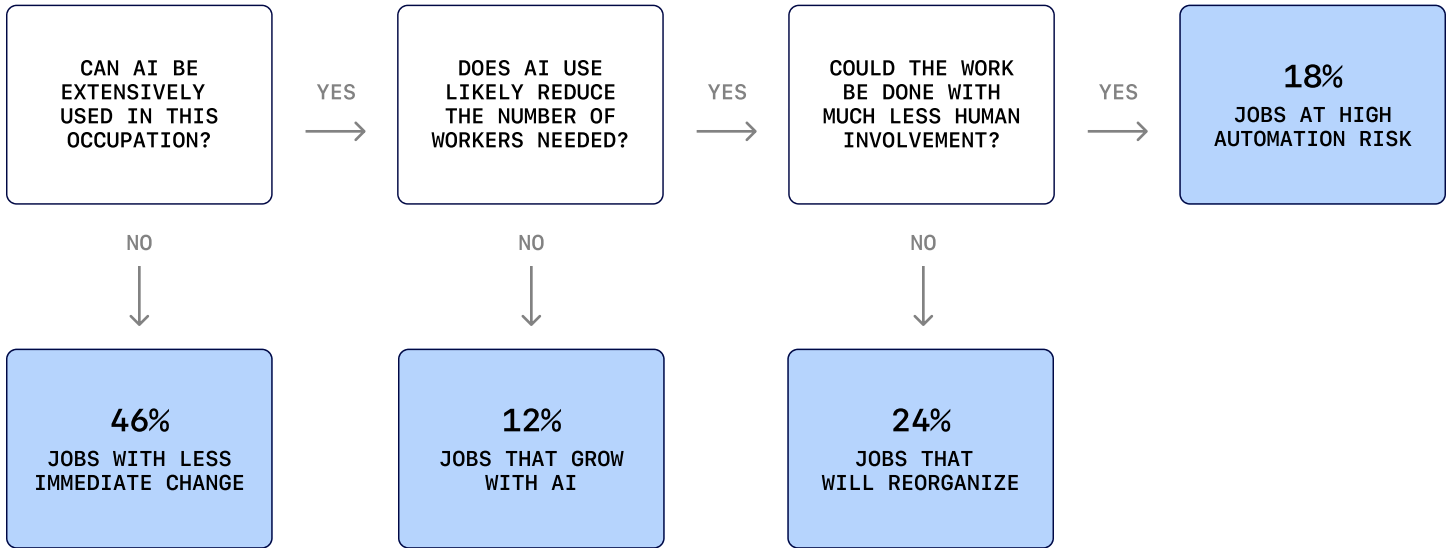 CAN AI BE
EXTENSIVELY
USED IN THIS
OCCUPATION?
YES
DOES AI USE
LIKELY REDUCE
THE NUMBER OF
WORKERS NEEDED?
YES
COULD THE WORK
BE DONE WITH
MUCH LESS HUMAN
INVOLVEMENT?
YES
18%
JOBS AT HIGH
AUTOMATION RISK
NO
NO
NO
46%
JOBS WITH LESS
IMMEDIATE CHANGE
12%
JOBS THAT GROW
WITH AI
24%
JOBS THAT
WILL REORGANIZE